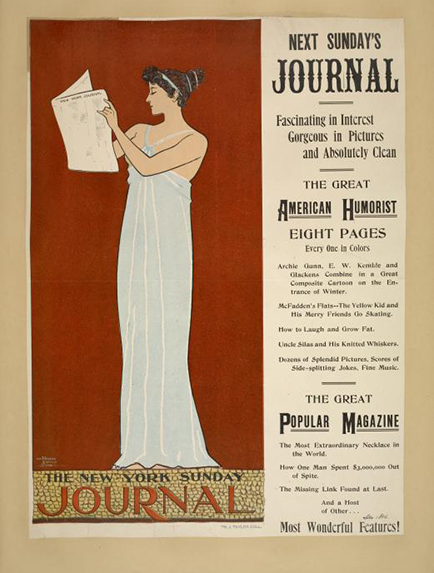 NEW YORK JOURNAL
THE NEW YORK SUNDAY
JOURNAL
NEXT SUNDAY'S
JOURNAL
Fascinating in Interest
Gorgeous in Pictures
and Absolutely Clean
THE GREAT
AMERICAN HUMORIST
EIGHT PAGES
Every One in Colors
Archie Gunn, E. W. Kemble and
Glackens Combine in a Great
Composite Cartoon on the En-
trance of Winter.
McFadden's Flats--The Yellow Kid and
His Merry Friends Go Skating.
How to Laugh and Grow Fat.
Uncle Silas and His Knitted Whiskers.
Dozens of Splendid Pictures, Scores of
Side-splitting Jokes, Fine Music.
THE GREAT
POPULAR MAGAZINE
The Most Extraordinary Necklace in
the World.
How One Man Spent $3,000,000 Out
of Spite.
The Missing Link Found at Last.
And a Host
of Other...
Most Wonderful Features!